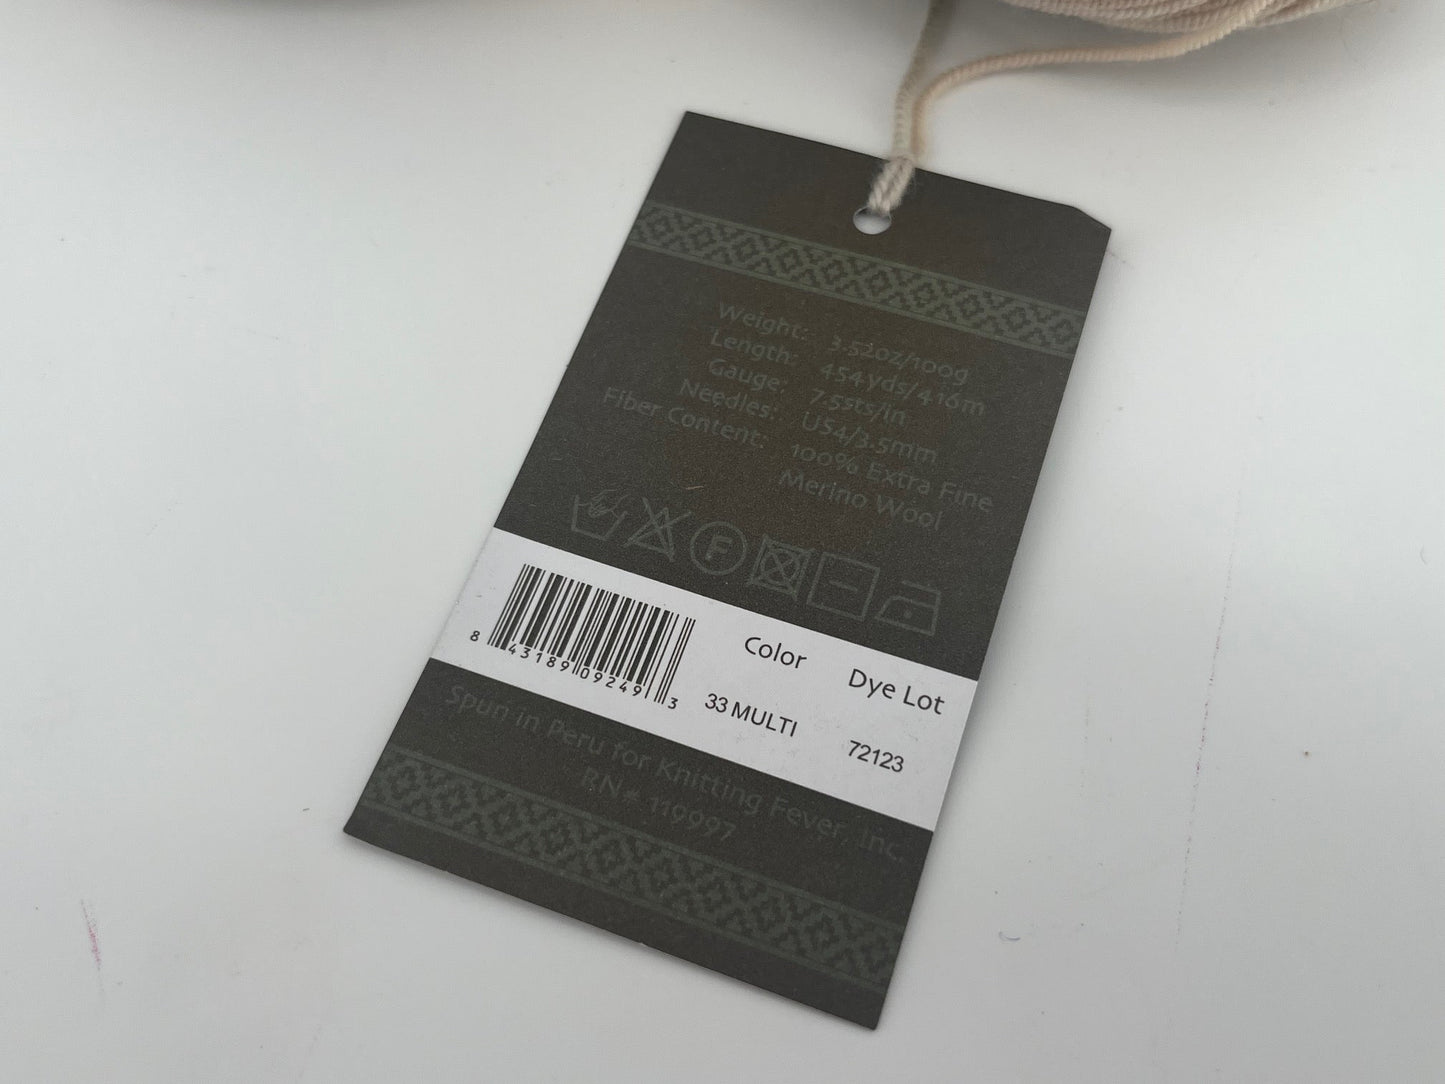 Weight: 3.52oz/100g
Length: 454yds/416m
Gauge: 7.5sts/in
Needles: US4/3.5mm
Fiber Content: 100% Extra Fine
Merino Wool
F
Color Dye Lot
8 43189 09249 3 33 MULTI 72123
Spun in Peru for Knitting Fever, Inc.
RN# 119997